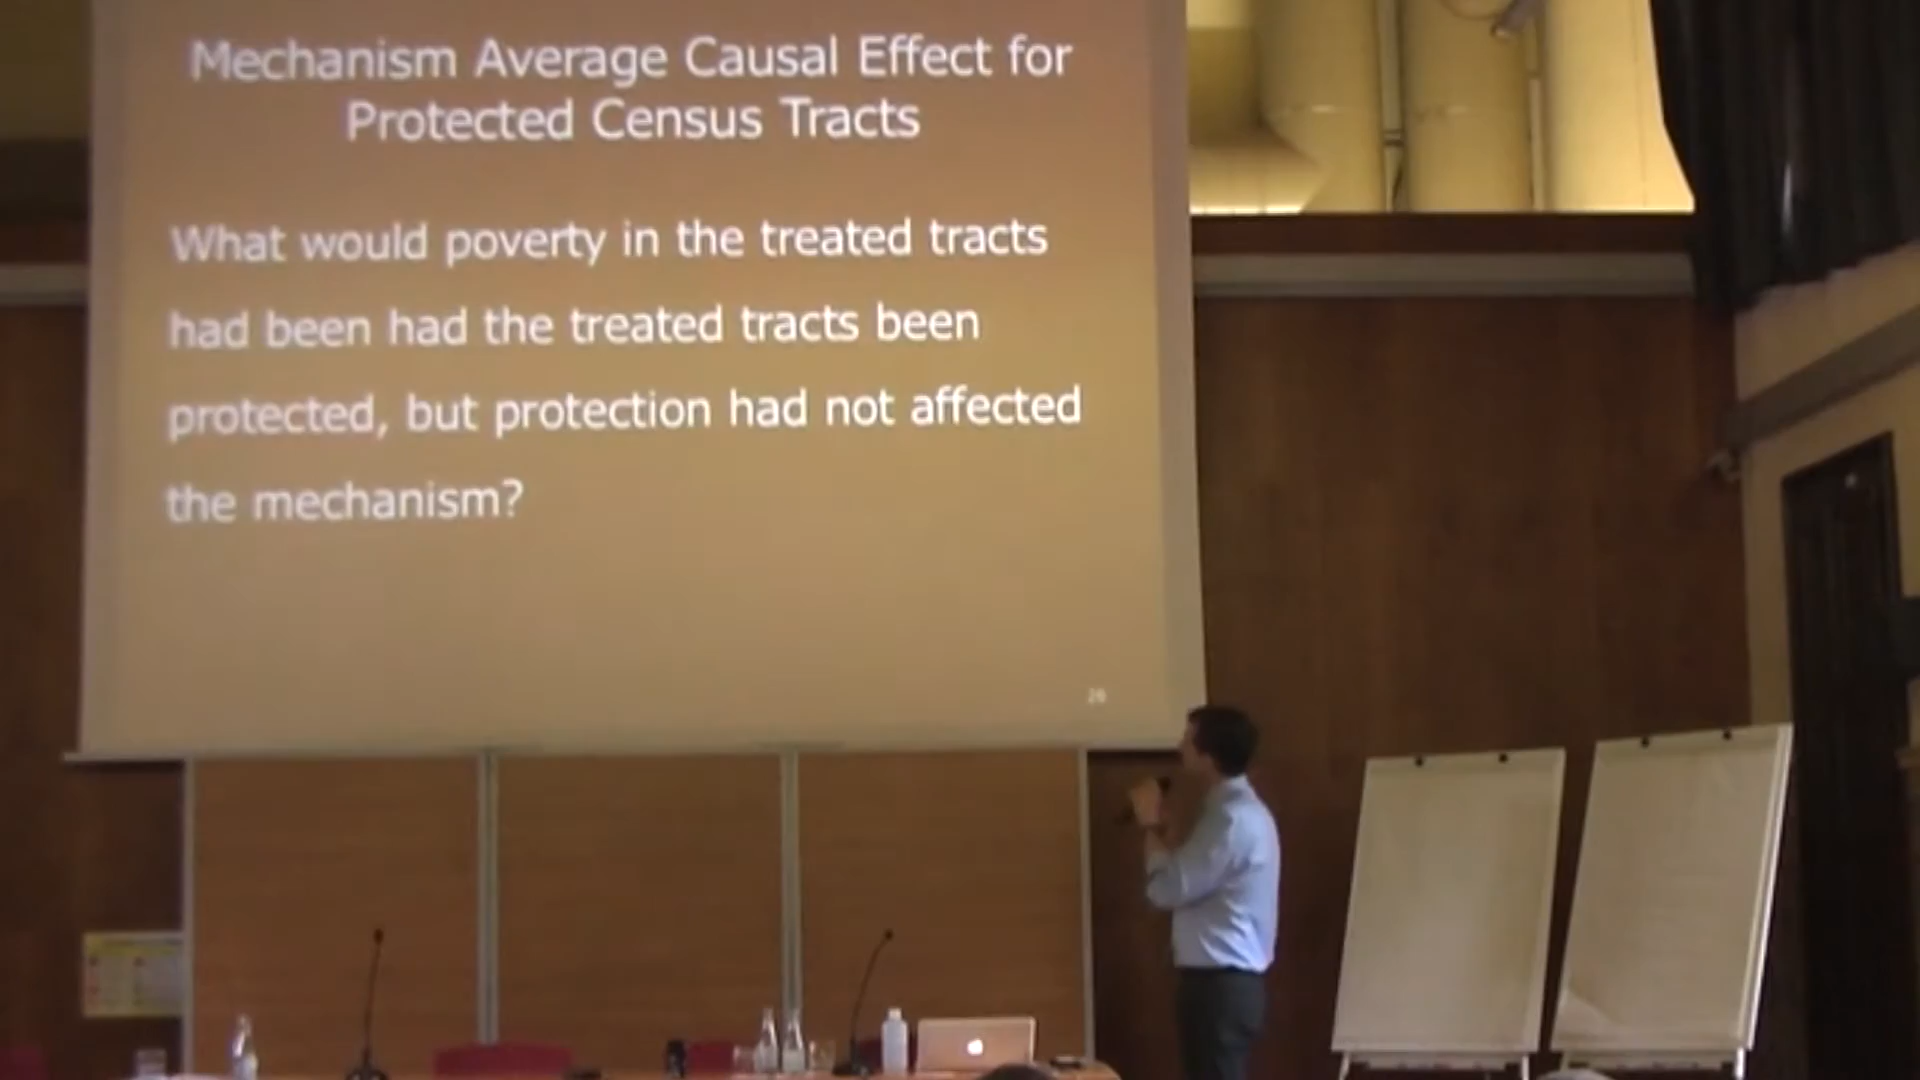 Mechanism Average Causal Effect for
Protected Census Tracts
What would poverty in the treated tracts
had been had the treated tracts been
protected, but protection had not affected
the mechanism?